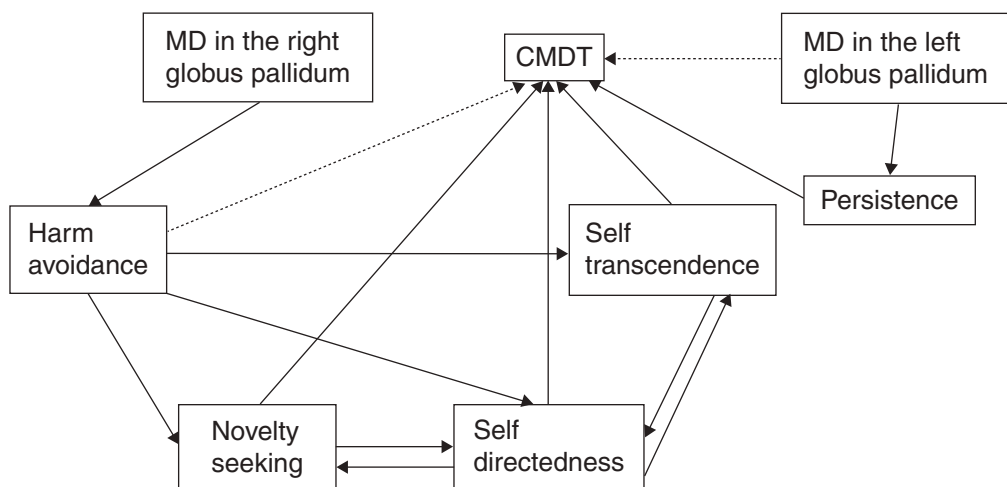 MD in the right
globus pallidum
CMDT
MD in the left
globus pallidum
Persistence
Harm
avoidance
Self
transcendence
Novelty
seeking
Self
directedness